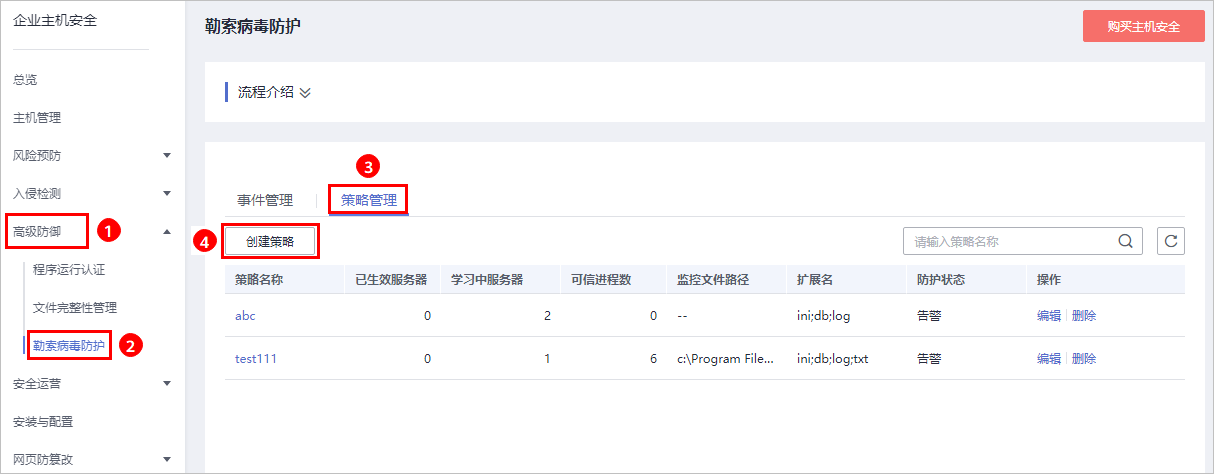 企业主机安全
总览
主机管理
风险预防
入侵检测
高级防御
1
程序运行认证
文件完整性管理
勒索病毒防护
2
安全运营
安装与配置
网页防篡改
勒索病毒防护
购买主机安全
流程介绍
3
事件管理
策略管理
4
创建策略
请输入策略名称
策略名称 已生效服务器 学习中服务器 可信进程数 监控文件路径 扩展名 防护状态 操作
abc 0 2 0 -- ini;db;log 告警 编辑 删除
test111 0 1 6 c:\Program File... ini;db;log;txt 告警 编辑 删除